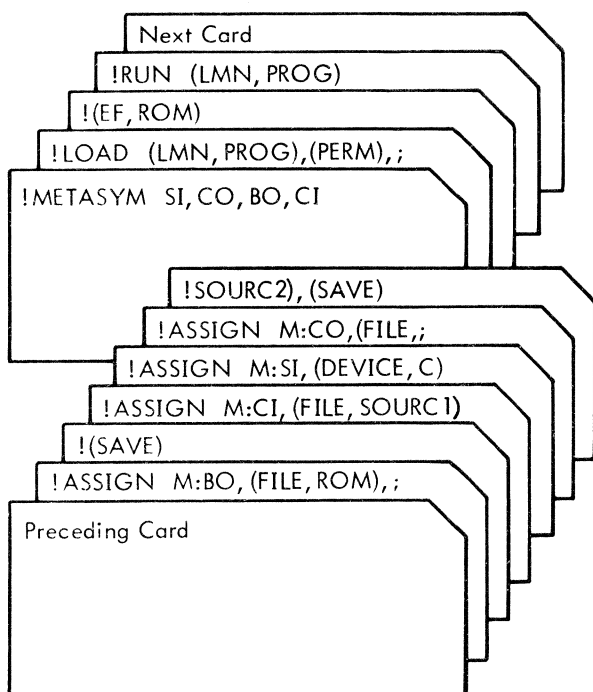 Next Card
!RUN (LMN, PROG)
!(EF, ROM)
!LOAD (LMN, PROG),(PERM),;
!METASYM SI, CO, BO, CI
!SOURC2), (SAVE)
!ASSIGN M:CO,(FILE,;
!ASSIGN M:SI, (DEVICE, C)
!ASSIGN M:CI, (FILE, SOURC1)
!(SAVE)
!ASSIGN M:BO, (FILE, ROM),;
Preceding Card